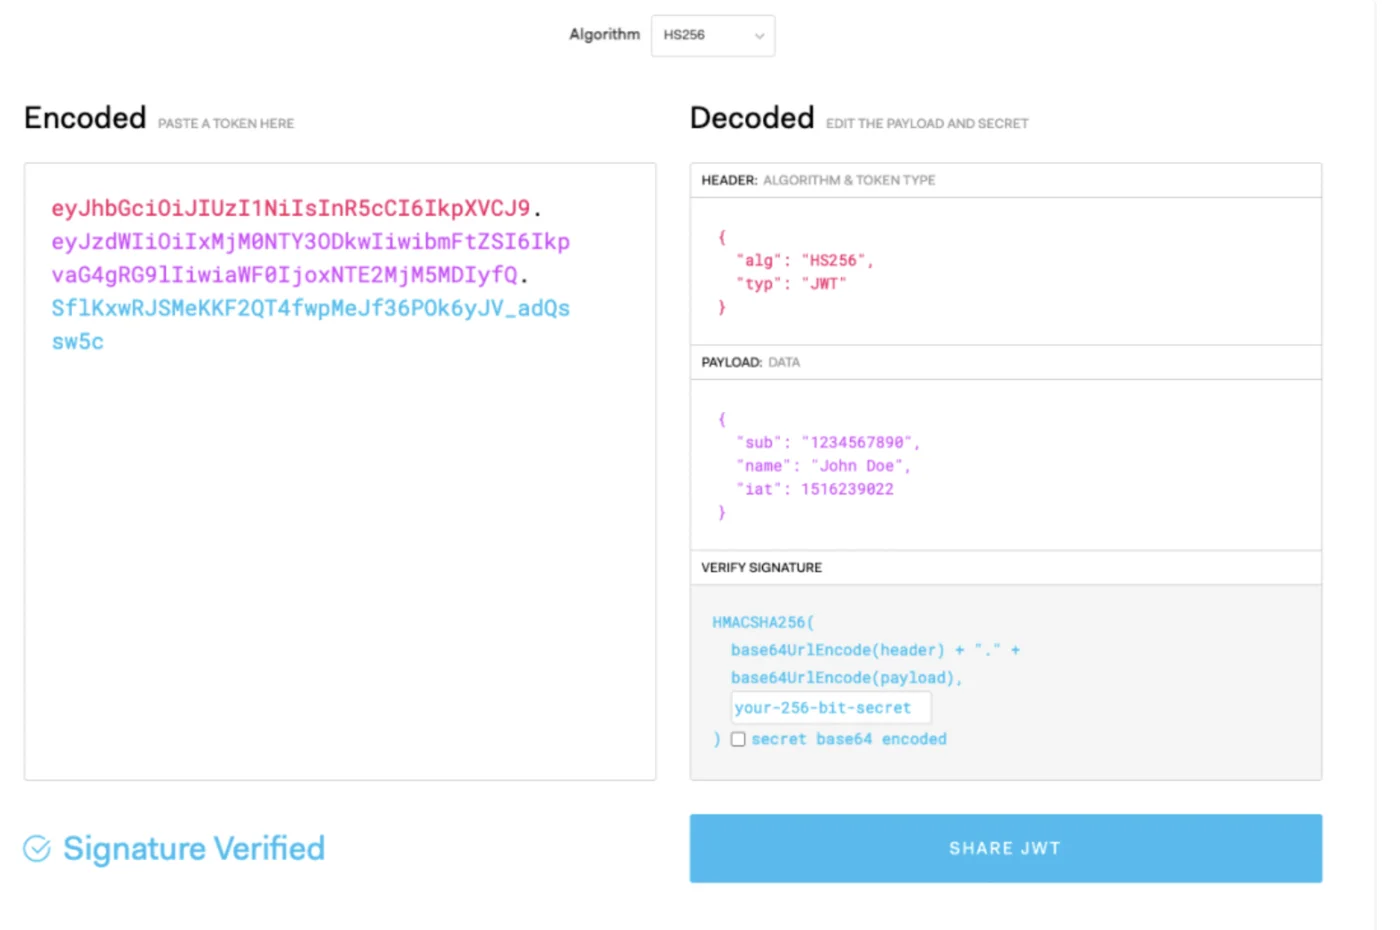 Algorithm HS256
Encoded PASTE A TOKEN HERE
eyJhbGciOiJIUzI1NiIsInR5cCI6IkpXVCJ9.
eyJzdWIiOiIxMjM0NTY3ODkwIiwibmFtZSI6Ikp
vaG4gRG9lIiwiaWF0IjoxNTE2MjM5MDIyfQ.
SflKxwRJSMeKKF2QT4fwpMeJf36POk6yJV_adQs
sw5c
Signature Verified
Decoded EDIT THE PAYLOAD AND SECRET
HEADER: ALGORITHM & TOKEN TYPE
{
"alg": "HS256",
"typ": "JWT"
}
PAYLOAD: DATA
{
"sub": "1234567890",
"name": "John Doe",
"iat": 1516239022
}
VERIFY SIGNATURE
HMACSHA256(
base64UrlEncode(header) + "." +
base64UrlEncode(payload),
your-256-bit-secret
) secret base64 encoded
SHARE JWT